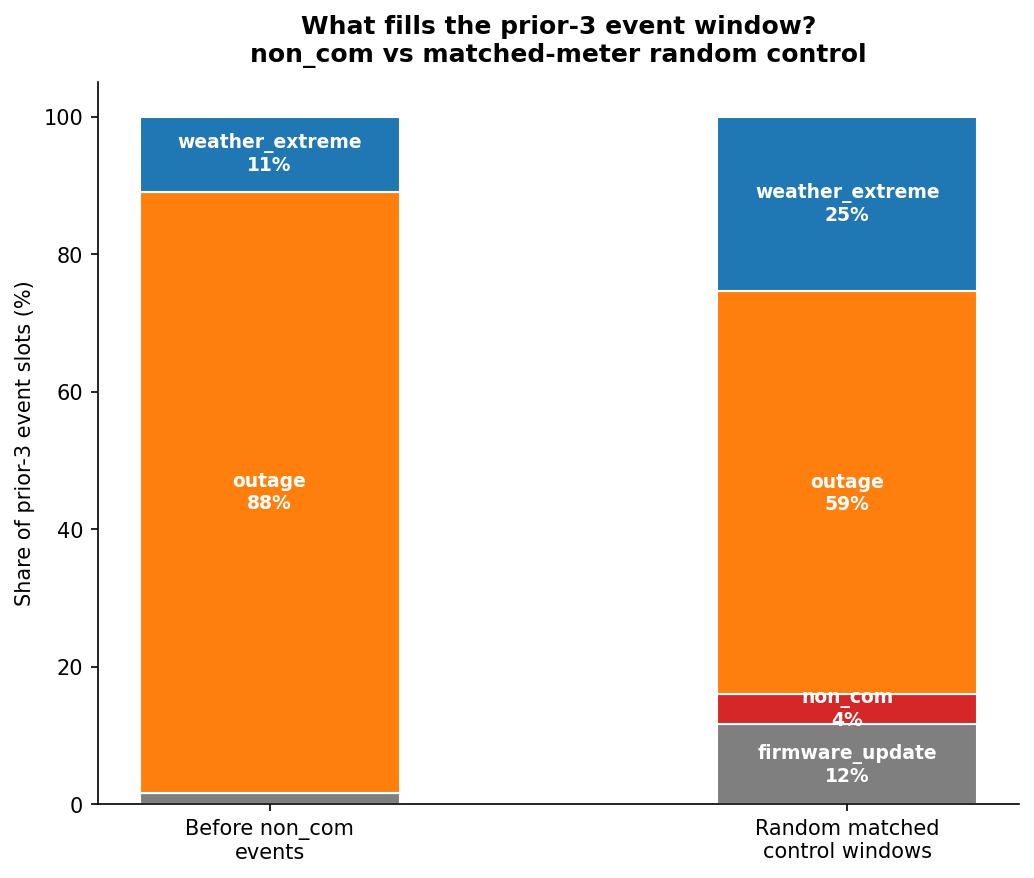 What fills the prior-3 event window?
non_com vs matched-meter random control
Share of prior-3 event slots (%)
100
80
60
40
20
0
weather_extreme
11%
outage
88%
weather_extreme
25%
outage
59%
non_com
4%
firmware_update
12%
Before non_com
events
Random matched
control windows